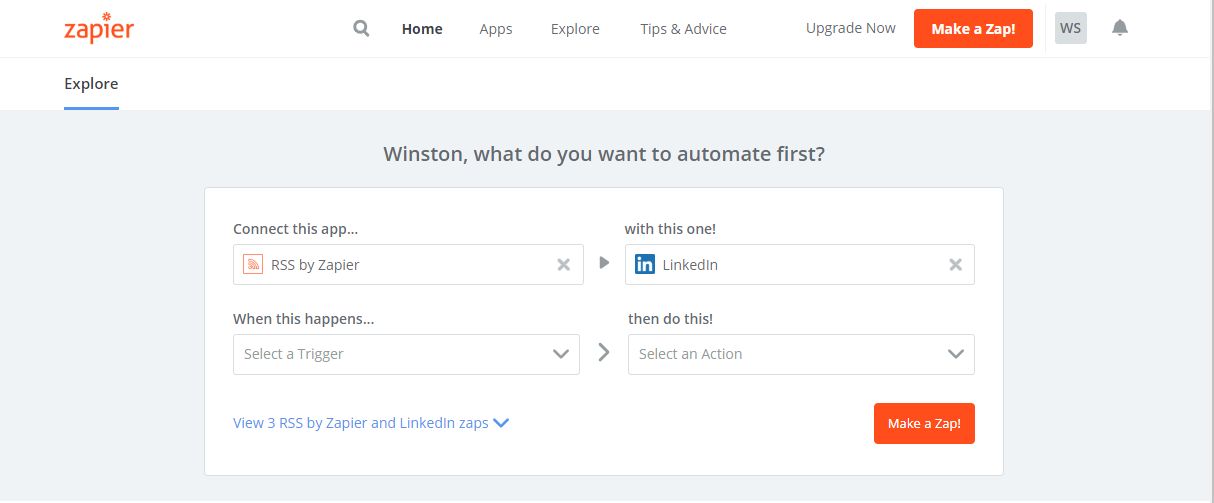 zapier Home Apps Explore Tips & Advice Upgrade Now Make a Zap! WS
Explore
Winston, what do you want to automate first?
Connect this app... with this one!
RSS by Zapier in LinkedIn
When this happens... then do this!
Select a Trigger Select an Action
View 3 RSS by Zapier and LinkedIn zaps Make a Zap!